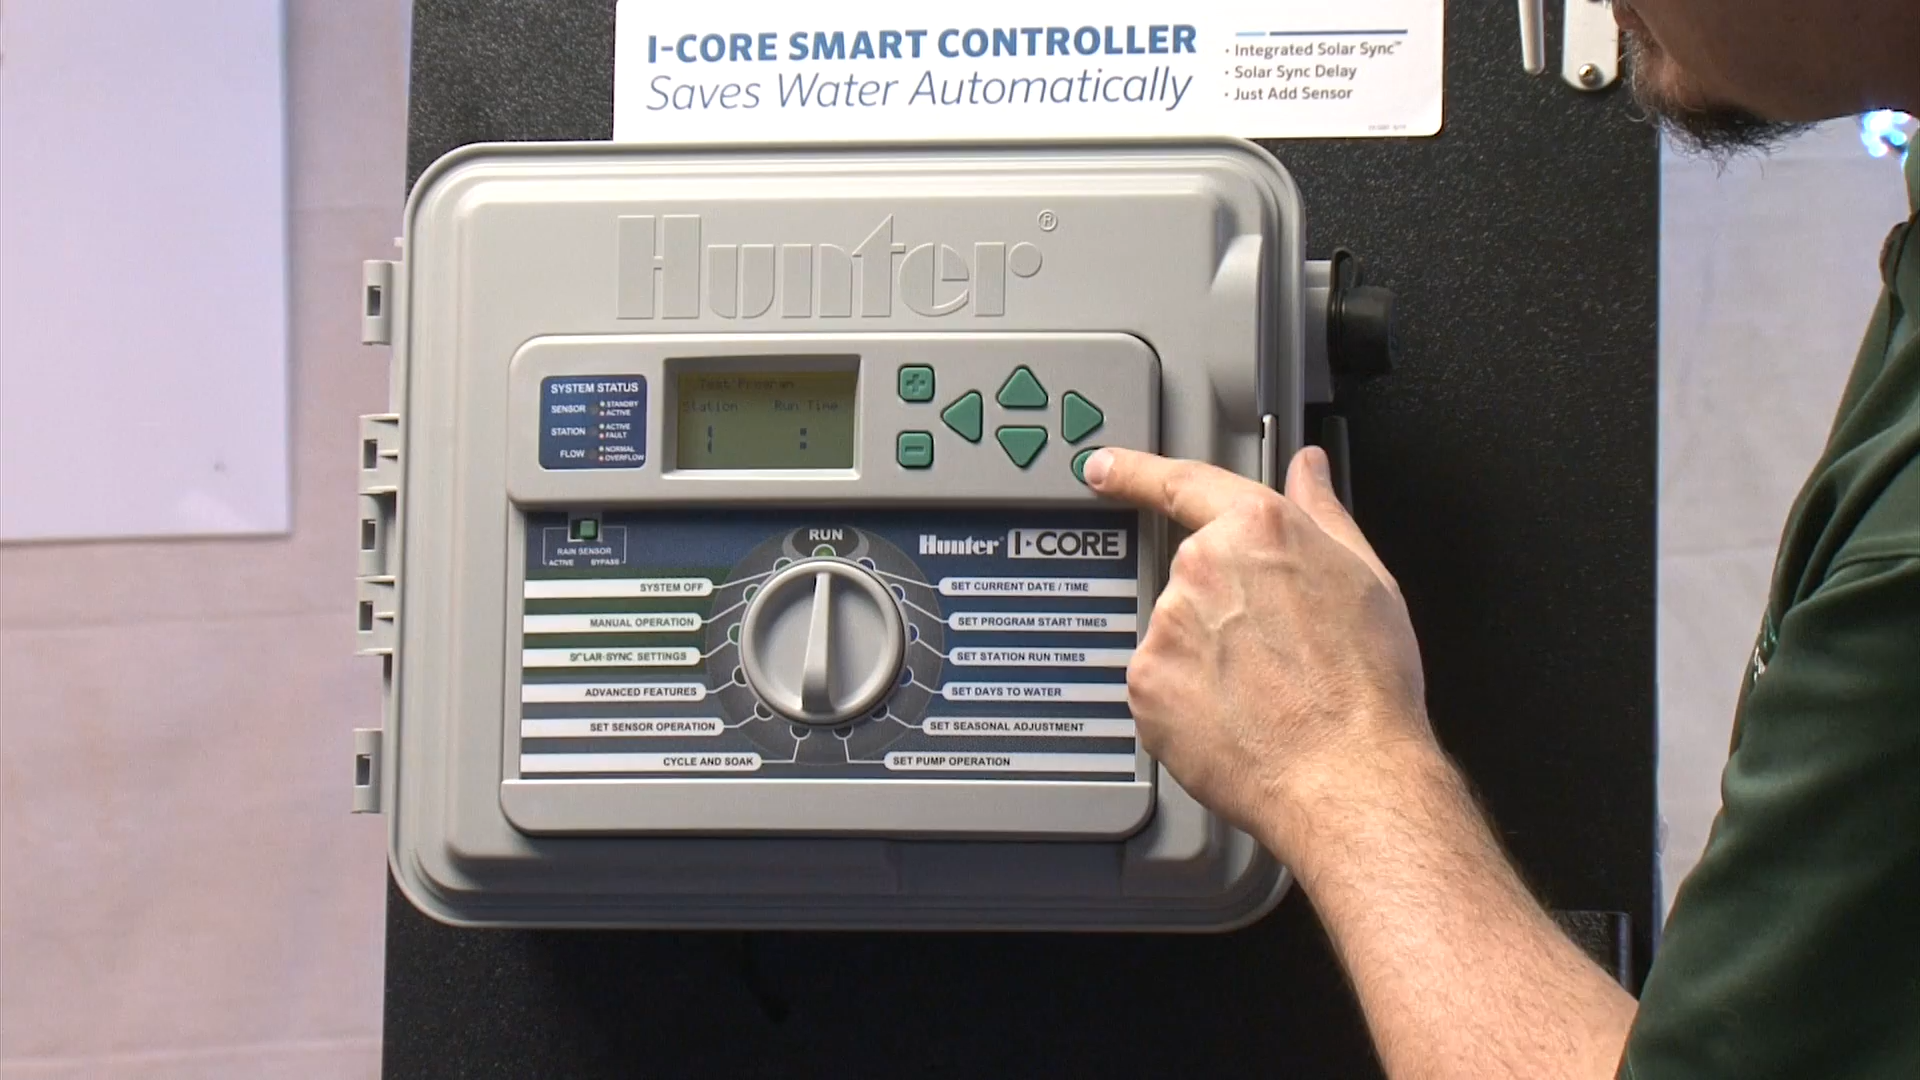 I-CORE SMART CONTROLLER
Saves Water Automatically
· Integrated Solar Sync™
· Solar Sync Delay
· Just Add Sensor
Hunter®
SYSTEM STATUS
SENSOR STANDBY
ACTIVE
STATION ACTIVE
FAULT
FLOW NORMAL
OVERFLOW
Test Program
Station Run Time
+
−
RAIN SENSOR
ACTIVE BYPASS
RUN
Hunter® I▸CORE
SYSTEM OFF
MANUAL OPERATION
SOLAR-SYNC SETTINGS
ADVANCED FEATURES
SET SENSOR OPERATION
CYCLE AND SOAK
SET CURRENT DATE / TIME
SET PROGRAM START TIMES
SET STATION RUN TIMES
SET DAYS TO WATER
SET SEASONAL ADJUSTMENT
SET PUMP OPERATION